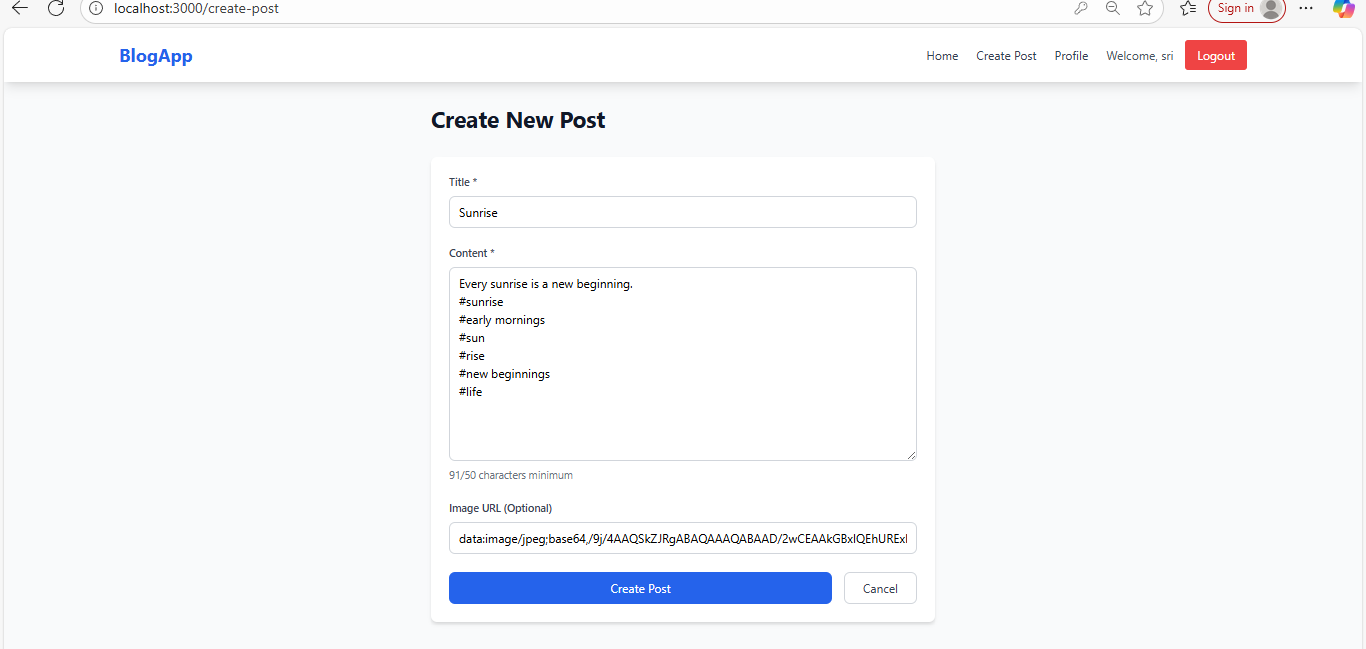 localhost:3000/create-post
Sign in
BlogApp
Home Create Post Profile Welcome, sri Logout
Create New Post
Title *
Sunrise
Content *
Every sunrise is a new beginning.
#sunrise
#early mornings
#sun
#rise
#new beginnings
#life
91/50 characters minimum
Image URL (Optional)
data:image/jpeg;base64,/9j/4AAQSkZJRgABAQAAAQABAAD/2wCEAAkGBxIQEhURExI
Create Post Cancel